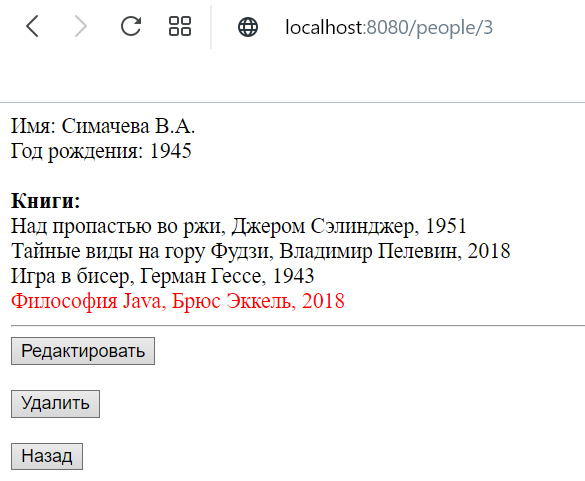 localhost:8080/people/3
Имя: Симачева В.А.
Год рождения: 1945
Книги:
Над пропастью во ржи, Джером Сэлинджер, 1951
Тайные виды на гору Фудзи, Владимир Пелевин, 2018
Игра в бисер, Герман Гессе, 1943
Философия Java, Брюс Эккель, 2018
Редактировать
Удалить
Назад